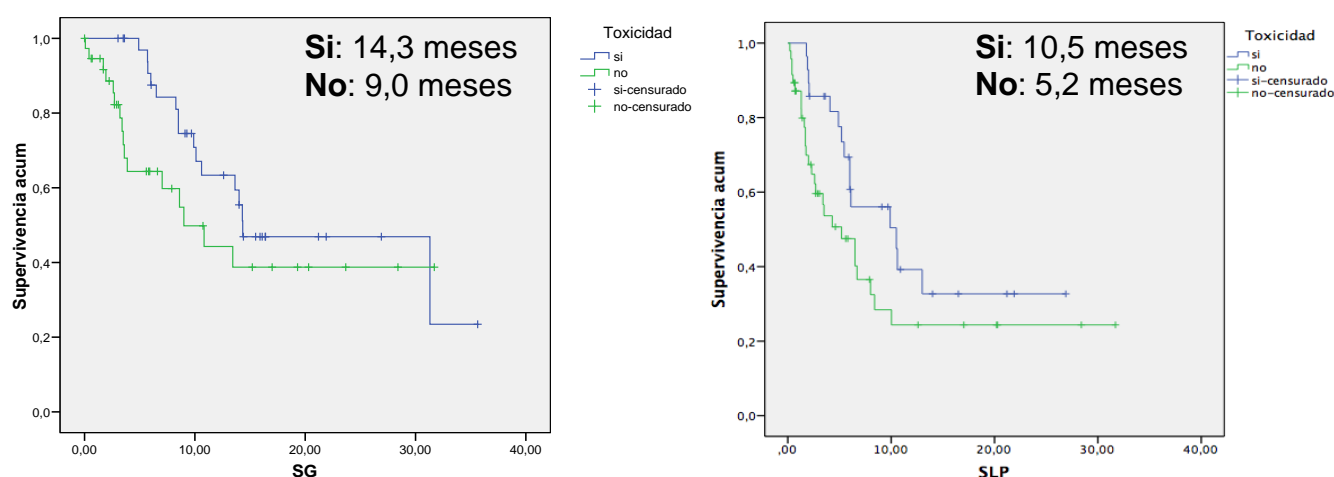 Si: 14,3 meses
No: 9,0 meses
Toxicidad
si
no
si-censurado
no-censurado
Supervivencia acum
1,0
0,8
0,6
0,4
0,2
0,0
0,00
10,00
20,00
30,00
40,00
SG
Si: 10,5 meses
No: 5,2 meses
Toxicidad
si
no
si-censurado
no-censurado
Supervivencia acum
1,0
0,8
0,6
0,4
0,2
0,0
,00
10,00
20,00
30,00
40,00
SLP